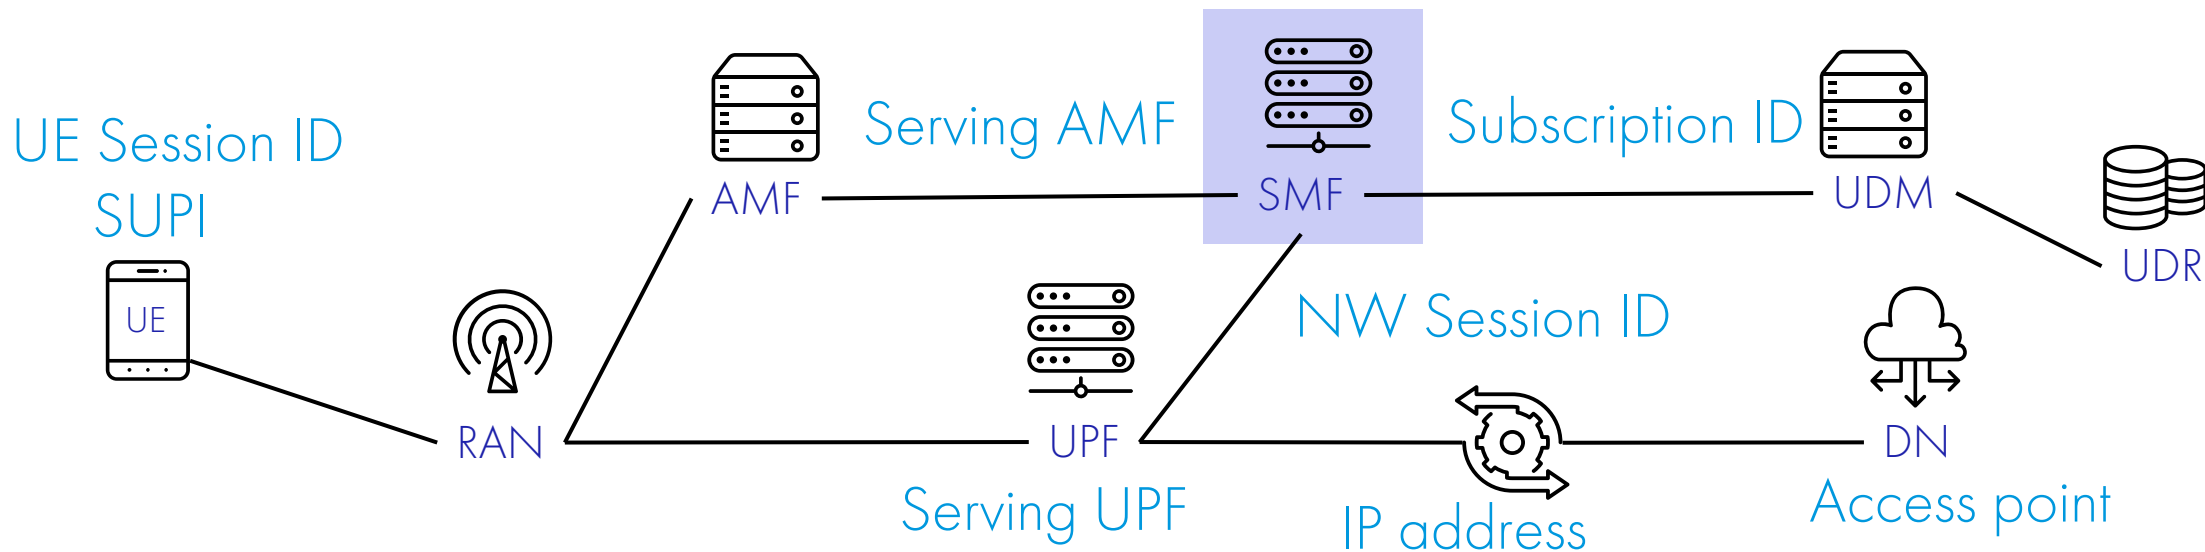 UE Session ID
SUPI
UE
RAN
AMF
Serving AMF
SMF
Subscription ID
UDM
UDR
NW Session ID
UPF
Serving UPF
IP address
DN
Access point